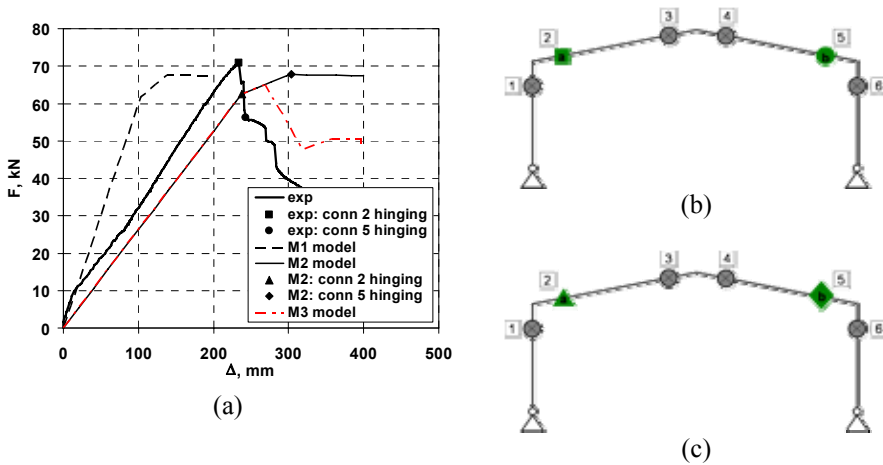 (a)
80
70
60
50
40
30
20
10
0
F, kN
exp
exp: conn 2 hinging
exp: conn 5 hinging
M1 model
M2 model
M2: conn 2 hinging
M2: conn 5 hinging
M3 model
0 100 200 300 400 500
Δ, mm
(a)
1 2 a 3 4 b 5 6
(b)
1 2 a 3 4 b 5 6
(c)